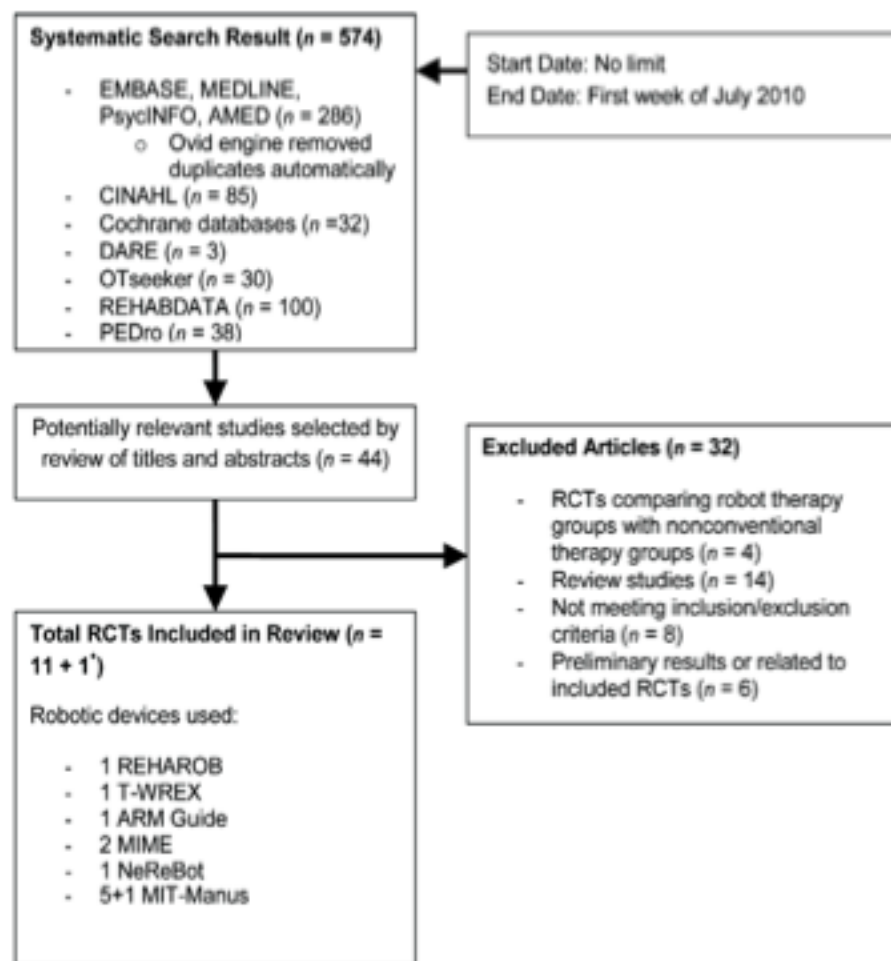 Systematic Search Result (n = 574)
- EMBASE, MEDLINE,
PsycINFO, AMED (n = 286)
o Ovid engine removed
duplicates automatically
- CINAHL (n = 85)
- Cochrane databases (n =32)
- DARE (n = 3)
- OTseeker (n = 30)
- REHABDATA (n = 100)
- PEDro (n = 38)
Start Date: No limit
End Date: First week of July 2010
Potentially relevant studies selected by
review of titles and abstracts (n = 44)
Excluded Articles (n = 32)
- RCTs comparing robot therapy
groups with nonconventional
therapy groups (n = 4)
- Review studies (n = 14)
- Not meeting inclusion/exclusion
criteria (n = 8)
- Preliminary results or related to
included RCTs (n = 6)
Total RCTs Included in Review (n =
11 + 1*)
Robotic devices used:
- 1 REHAROB
- 1 T-WREX
- 1 ARM Guide
- 2 MIME
- 1 NeReBot
- 5+1 MIT-Manus